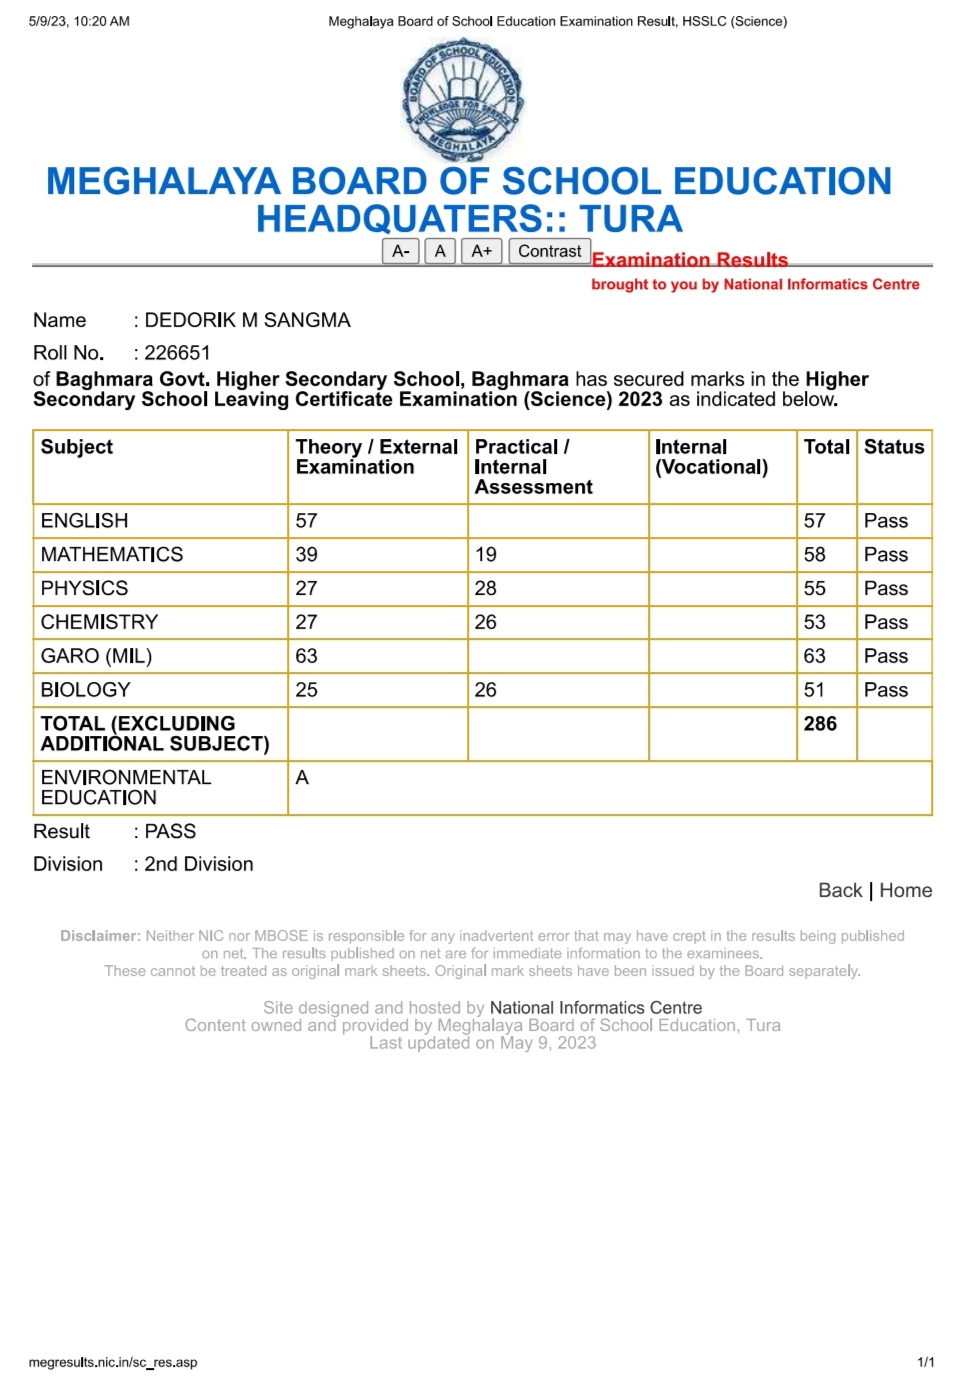 5/9/23, 10:20 AM Meghalaya Board of School Education Examination Result, HSSLC (Science)
BOARD OF SCHOOL EDUCATION
KNOWLEDGE FOR SERVICE
MEGHALAYA
MEGHALAYA BOARD OF SCHOOL EDUCATION
HEADQUATERS:: TURA
A- A A+ Contrast
Examination Results
brought to you by National Informatics Centre
Name : DEDORIK M SANGMA
Roll No. : 226651
of Baghmara Govt. Higher Secondary School, Baghmara has secured marks in the Higher
Secondary School Leaving Certificate Examination (Science) 2023 as indicated below.
Subject Theory / External Examination Practical / Internal Assessment Internal (Vocational) Total Status
ENGLISH 57 57 Pass
MATHEMATICS 39 19 58 Pass
PHYSICS 27 28 55 Pass
CHEMISTRY 27 26 53 Pass
GARO (MIL) 63 63 Pass
BIOLOGY 25 26 51 Pass
TOTAL (EXCLUDING ADDITIONAL SUBJECT) 286
ENVIRONMENTAL EDUCATION A
Result : PASS
Division : 2nd Division
Back | Home
Disclaimer: Neither NIC nor MBOSE is responsible for any inadvertent error that may have crept in the results being published
on net. The results published on net are for immediate information to the examinees.
These cannot be treated as original mark sheets. Original mark sheets have been issued by the Board separately.
Site designed and hosted by National Informatics Centre
Content owned and provided by Meghalaya Board of School Education, Tura
Last updated on May 9, 2023
megresults.nic.in/sc_res.asp 1/1